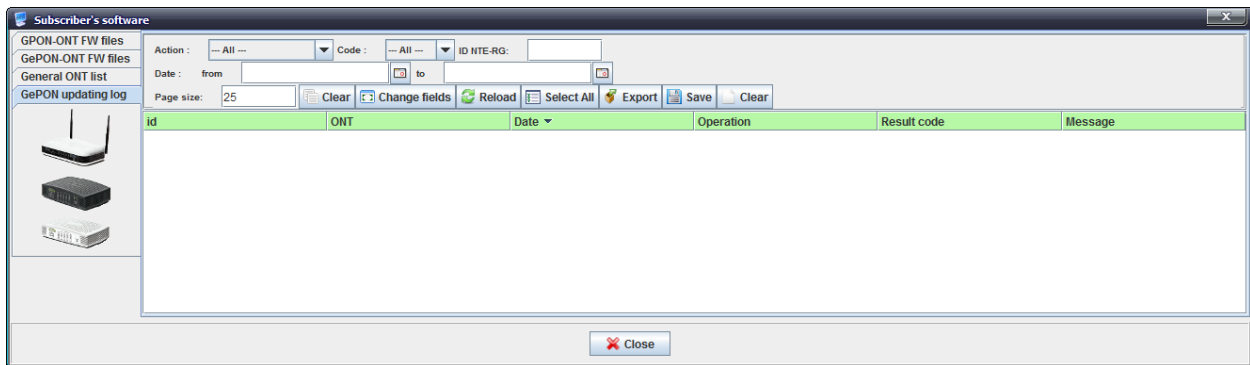 Subscriber's software
GPON-ONT FW files
GePON-ONT FW files
General ONT list
GePON updating log
Action : --- All --- Code : --- All --- ID NTE-RG:
Date : from to
Page size: 25 Clear Change fields Reload Select All Export Save Clear
id ONT Date Operation Result code Message
Close